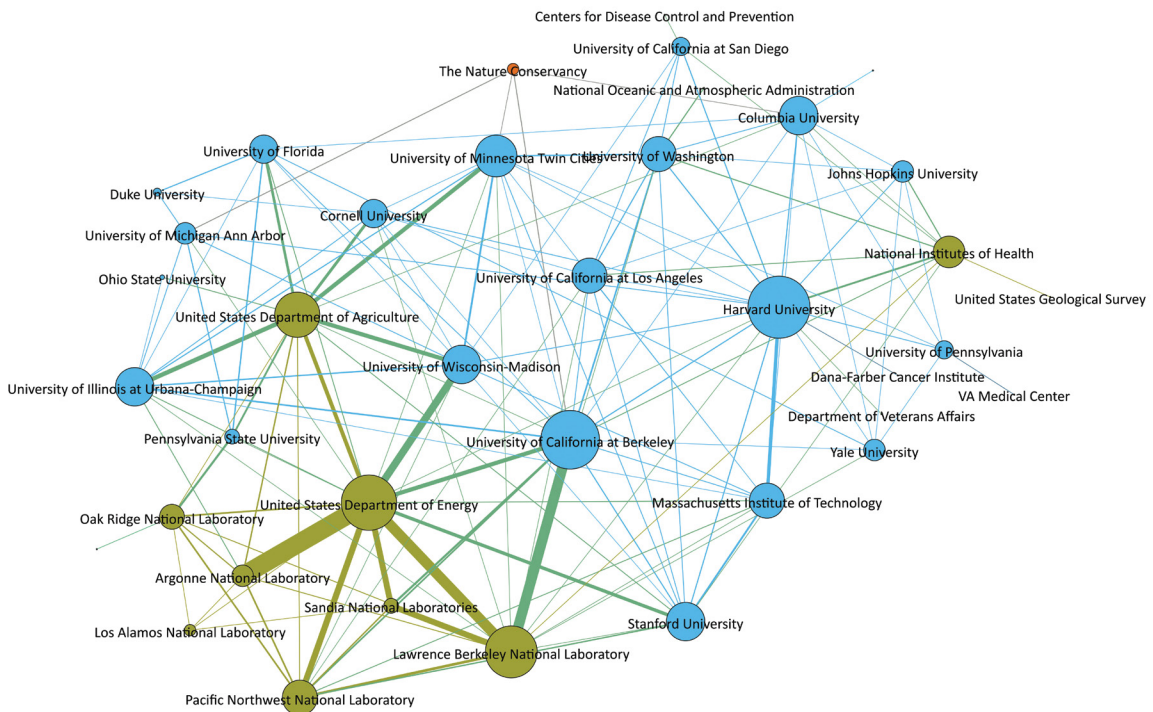 Centers for Disease Control and Prevention
University of California at San Diego
The Nature Conservancy
National Oceanic and Atmospheric Administration
Columbia University
University of Florida
University of Minnesota Twin Cities
University of Washington
Johns Hopkins University
Duke University
Cornell University
University of Michigan Ann Arbor
National Institutes of Health
Ohio State University
University of California at Los Angeles
United States Geological Survey
United States Department of Agriculture
Harvard University
University of Pennsylvania
University of Wisconsin-Madison
Dana-Farber Cancer Institute
University of Illinois at Urbana-Champaign
VA Medical Center
Department of Veterans Affairs
Pennsylvania State University
University of California at Berkeley
Yale University
United States Department of Energy
Massachusetts Institute of Technology
Oak Ridge National Laboratory
Argonne National Laboratory
Sandia National Laboratories
Stanford University
Los Alamos National Laboratory
Lawrence Berkeley National Laboratory
Pacific Northwest National Laboratory